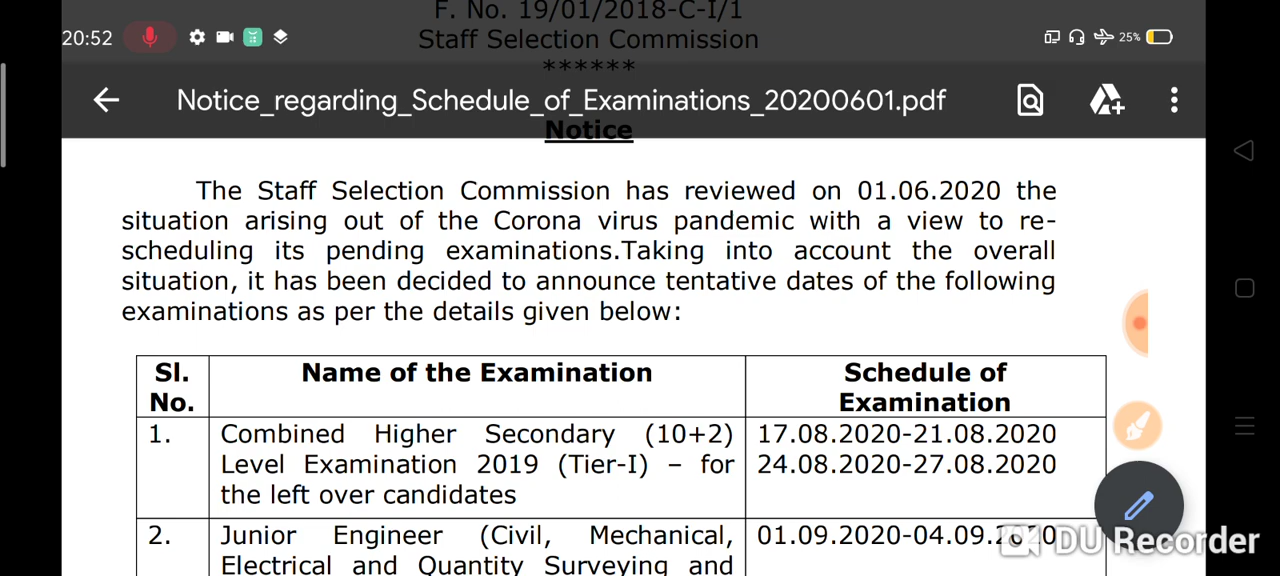 F. No. 19/01/2018-C-I/1
20:52
25%
Staff Selection Commission
******
Notice_regarding_Schedule_of_Examinations_20200601.pdf
Notice
The Staff Selection Commission has reviewed on 01.06.2020 the
situation arising out of the Corona virus pandemic with a view to re-
scheduling its pending examinations.Taking into account the overall
situation, it has been decided to announce tentative dates of the following
examinations as per the details given below:
Sl. No.
Name of the Examination
Schedule of Examination
1.
Combined Higher Secondary (10+2)
Level Examination 2019 (Tier-I) – for
the left over candidates
17.08.2020-21.08.2020
24.08.2020-27.08.2020
2.
Junior Engineer (Civil, Mechanical,
Electrical and Quantity Surveying and
01.09.2020-04.09.2020
DU Recorder